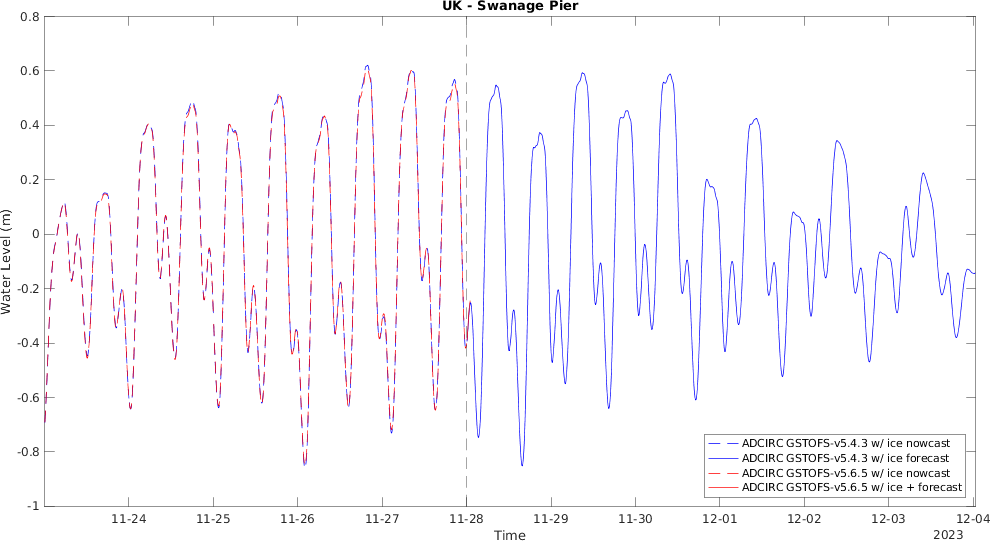 UK - Swanage Pier
0.8
0.6
0.4
0.2
0
-0.2
-0.4
-0.6
-0.8
-1
Water Level (m)
ADCIRC GSTOFS-v5.4.3 w/ ice nowcast
ADCIRC GSTOFS-v5.4.3 w/ ice forecast
ADCIRC GSTOFS-v5.6.5 w/ ice nowcast
ADCIRC GSTOFS-v5.6.5 w/ ice + forecast
11-24 11-25 11-26 11-27 11-28 11-29 11-30 12-01 12-02 12-03 12-04
Time
2023